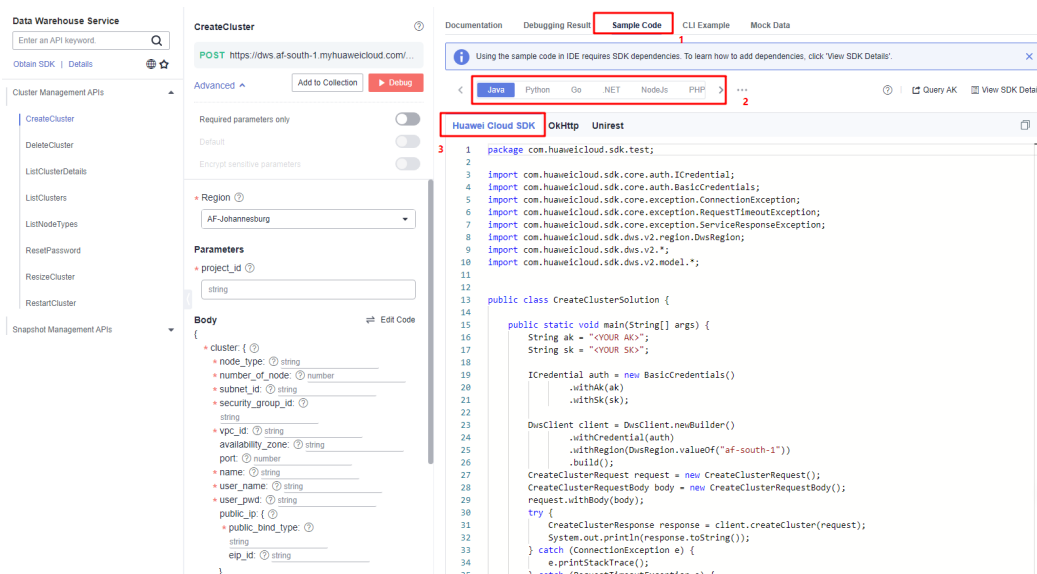 Data Warehouse Service
Enter an API keyword.
Obtain SDK | Details
Cluster Management APIs
CreateCluster
DeleteCluster
ListClusterDetails
ListClusters
ListNodeTypes
ResetPassword
ResizeCluster
RestartCluster
Snapshot Management APIs
CreateCluster
POST https://dws.af-south-1.myhuaweicloud.com/...
Advanced
Add to Collection
Debug
Required parameters only
Default
Encrypt sensitive parameters
* Region
AF-Johannesburg
Parameters
* project_id
string
Body
Edit Code
{
* cluster: {
* node_type: string
* number_of_node: number
* subnet_id: string
* security_group_id:
string
* vpc_id: string
availability_zone: string
port: number
* name: string
* user_name: string
* user_pwd: string
public_ip: {
* public_bind_type:
string
eip_id: string
}
Documentation Debugging Result Sample Code CLI Example Mock Data
1
Using the sample code in IDE requires SDK dependencies. To learn how to add dependencies, click 'View SDK Details'.
Java Python Go .NET NodeJs PHP
2
Query AK View SDK Detai
Huawei Cloud SDK OkHttp Unirest
3
1 package com.huaweicloud.sdk.test;
2
3 import com.huaweicloud.sdk.core.auth.ICredential;
4 import com.huaweicloud.sdk.core.auth.BasicCredentials;
5 import com.huaweicloud.sdk.core.exception.ConnectionException;
6 import com.huaweicloud.sdk.core.exception.RequestTimeoutException;
7 import com.huaweicloud.sdk.core.exception.ServiceResponseException;
8 import com.huaweicloud.sdk.dws.v2.region.DwsRegion;
9 import com.huaweicloud.sdk.dws.v2.*;
10 import com.huaweicloud.sdk.dws.v2.model.*;
11
12
13 public class CreateClusterSolution {
14
15 public static void main(String[] args) {
16 String ak = "<YOUR AK>";
17 String sk = "<YOUR SK>";
18
19 ICredential auth = new BasicCredentials()
20 .withAk(ak)
21 .withSk(sk);
22
23 DwsClient client = DwsClient.newBuilder()
24 .withCredential(auth)
25 .withRegion(DwsRegion.valueOf("af-south-1"))
26 .build();
27 CreateClusterRequest request = new CreateClusterRequest();
28 CreateClusterRequestBody body = new CreateClusterRequestBody();
29 request.withBody(body);
30 try {
31 CreateClusterResponse response = client.createCluster(request);
32 System.out.println(response.toString());
33 } catch (ConnectionException e) {
34 e.printStackTrace();
35 } catch (RequestTimeoutException e) {